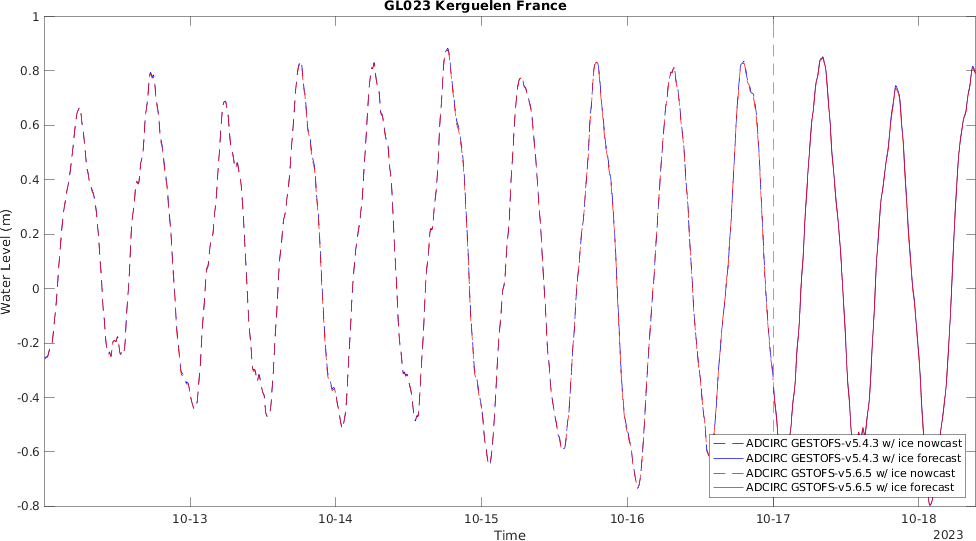 GL023 Kerguelen France
1
0.8
0.6
0.4
0.2
0
-0.2
-0.4
-0.6
-0.8
Water Level (m)
ADCIRC GESTOFS-v5.4.3 w/ ice nowcast
ADCIRC GESTOFS-v5.4.3 w/ ice forecast
ADCIRC GSTOFS-v5.6.5 w/ ice nowcast
ADCIRC GSTOFS-v5.6.5 w/ ice forecast
10-13 10-14 10-15 10-16 10-17 10-18
Time 2023